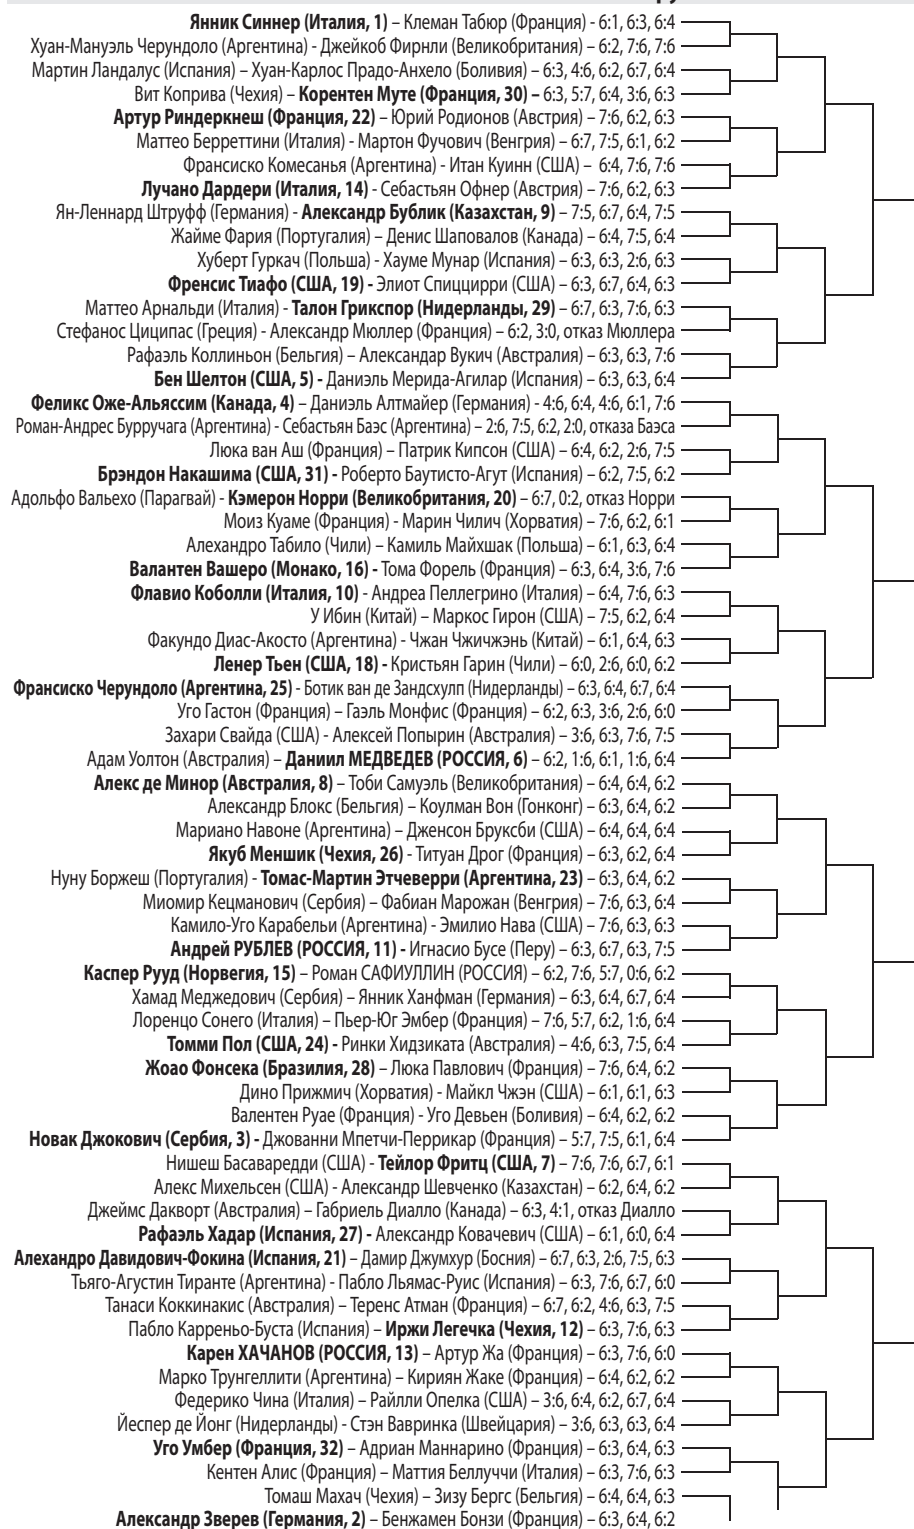 Янник Синнер (Италия, 1) – Клеман Табюр (Франция) - 6:1, 6:3, 6:4
Хуан-Мануэль Черундоло (Аргентина) - Джейкоб Фирнли (Великобритания) – 6:2, 7:6, 7:6
Мартин Ландалус (Испания) – Хуан-Карлос Прадо-Анхело (Боливия) – 6:3, 4:6, 6:2, 6:7, 6:4
Вит Коприва (Чехия) – Корентен Муте (Франция, 30) – 6:3, 5:7, 6:4, 3:6, 6:3
Артур Риндеркнеш (Франция, 22) – Юрий Родионов (Австрия) – 7:6, 6:2, 6:3
Маттео Берреттини (Италия) - Мартон Фучович (Венгрия) – 6:7, 7:5, 6:1, 6:2
Франсиско Комесанья (Аргентина) - Итан Куинн (США) – 6:4, 7:6, 7:6
Лучано Дардери (Италия, 14) - Себастьян Офнер (Австрия) – 7:6, 6:2, 6:3
Ян-Леннард Штруфф (Германия) - Александр Бублик (Казахстан, 9) – 7:5, 6:7, 6:4, 7:5
Жайме Фария (Португалия) – Денис Шаповалов (Канада) – 6:4, 7:5, 6:4
Хуберт Гуркач (Польша) - Хауме Мунар (Испания) – 6:3, 6:3, 2:6, 6:3
Френсис Тиафо (США, 19) - Элиот Спиццирри (США) – 6:3, 6:7, 6:4, 6:3
Маттео Арнальди (Италия) - Талон Грикспор (Нидерланды, 29) – 6:7, 6:3, 7:6, 6:3
Стефанос Циципас (Греция) - Александр Мюллер (Франция) – 6:2, 3:0, отказ Мюллера
Рафаэль Коллиньон (Бельгия) – Александар Вукич (Австралия) – 6:3, 6:3, 7:6
Бен Шелтон (США, 5) - Даниэль Мерида-Агилар (Испания) – 6:3, 6:3, 6:4
Феликс Оже-Альяссим (Канада, 4) – Даниэль Алтмайер (Германия) - 4:6, 6:4, 4:6, 6:1, 7:6
Роман-Андрес Бурручага (Аргентина) - Себастьян Баэс (Аргентина) – 2:6, 7:5, 6:2, 2:0, отказа Баэса
Люка ван Аш (Франция) – Патрик Кипсон (США) – 6:4, 6:2, 2:6, 7:5
Брэндон Накашима (США, 31) - Роберто Баутисто-Агут (Испания) – 6:2, 7:5, 6:2
Адольфо Вальехо (Парагвай) - Кэмерон Норри (Великобритания, 20) – 6:7, 0:2, отказ Норри
Моиз Куаме (Франция) - Марин Чилич (Хорватия) – 7:6, 6:2, 6:1
Алехандро Табило (Чили) – Камиль Майхшак (Польша) – 6:1, 6:3, 6:4
Валантен Вашеро (Монако, 16) - Тома Форель (Франция) – 6:3, 6:4, 3:6, 7:6
Флавио Коболли (Италия, 10) - Андреа Пеллегрино (Италия) – 6:4, 7:6, 6:3
У Ибин (Китай) – Маркос Гирон (США) – 7:5, 6:2, 6:4
Факундо Диас-Акосто (Аргентина) - Чжан Чжичжэнь (Китай) – 6:1, 6:4, 6:3
Ленер Тьен (США, 18) - Кристьян Гарин (Чили) – 6:0, 2:6, 6:0, 6:2
Франсиско Черундоло (Аргентина, 25) - Ботик ван де Зандсхулп (Нидерланды) – 6:3, 6:4, 6:7, 6:4
Уго Гастон (Франция) – Гаэль Монфис (Франция) – 6:2, 6:3, 3:6, 2:6, 6:0
Захари Свайда (США) - Алексей Попырин (Австралия) – 3:6, 6:3, 7:6, 7:5
Адам Уолтон (Австралия) – Даниил МЕДВЕДЕВ (РОССИЯ, 6) – 6:2, 1:6, 6:1, 1:6, 6:4
Алекс де Минор (Австралия, 8) – Тоби Самуэль (Великобритания) – 6:4, 6:4, 6:2
Александр Блокс (Бельгия) – Коулман Вон (Гонконг) – 6:3, 6:4, 6:2
Мариано Навоне (Аргентина) – Дженсон Бруксби (США) – 6:4, 6:4, 6:4
Якуб Меншик (Чехия, 26) - Титуан Дрог (Франция) – 6:3, 6:2, 6:4
Нуну Боржеш (Португалия) - Томас-Мартин Этчеверри (Аргентина, 23) – 6:3, 6:4, 6:2
Миомир Кецманович (Сербия) – Фабиан Марожан (Венгрия) – 7:6, 6:3, 6:4
Камило-Уго Карабельи (Аргентина) - Эмилио Нава (США) – 7:6, 6:3, 6:3
Андрей РУБЛЕВ (РОССИЯ, 11) - Игнасио Бусе (Перу) – 6:3, 6:7, 6:3, 7:5
Каспер Рууд (Норвегия, 15) – Роман САФИУЛЛИН (РОССИЯ) – 6:2, 7:6, 5:7, 0:6, 6:2
Хамад Меджедович (Сербия) – Янник Ханфман (Германия) – 6:3, 6:4, 6:7, 6:4
Лоренцо Сонего (Италия) – Пьер-Юг Эмбер (Франция) – 7:6, 5:7, 6:2, 1:6, 6:4
Томми Пол (США, 24) - Ринки Хидзиката (Австралия) – 4:6, 6:3, 7:5, 6:4
Жоао Фонсека (Бразилия, 28) – Люка Павлович (Франция) – 7:6, 6:4, 6:2
Дино Прижмич (Хорватия) - Майкл Чжэн (США) – 6:1, 6:1, 6:3
Валентен Руае (Франция) - Уго Девьен (Боливия) – 6:4, 6:2, 6:2
Новак Джокович (Сербия, 3) - Джованни Мпетчи-Перрикар (Франция) – 5:7, 7:5, 6:1, 6:4
Нишеш Басаваредди (США) - Тейлор Фритц (США, 7) – 7:6, 7:6, 6:7, 6:1
Алекс Михельсен (США) - Александр Шевченко (Казахстан) – 6:2, 6:4, 6:2
Джеймс Дакворт (Австралия) – Габриель Диалло (Канада) – 6:3, 4:1, отказ Диалло
Рафаэль Хадар (Испания, 27) - Александр Ковачевич (США) – 6:1, 6:0, 6:4
Алехандро Давидович-Фокина (Испания, 21) – Дамир Джумхур (Босния) – 6:7, 6:3, 2:6, 7:5, 6:3
Тьяго-Агустин Тиранте (Аргентина) - Пабло Льямас-Руис (Испания) – 6:3, 7:6, 6:7, 6:0
Танаси Коккинакис (Австралия) – Теренс Атман (Франция) – 6:7, 6:2, 4:6, 6:3, 7:5
Пабло Карреньо-Буста (Испания) – Иржи Легечка (Чехия, 12) – 6:3, 7:6, 6:3
Карен ХАЧАНОВ (РОССИЯ, 13) – Артур Жа (Франция) – 6:3, 7:6, 6:0
Марко Трунгеллити (Аргентина) – Кириян Жаке (Франция) – 6:4, 6:2, 6:2
Федерико Чина (Италия) – Райлли Опелка (США) – 3:6, 6:4, 6:2, 6:7, 6:4
Йеспер де Йонг (Нидерланды) - Стэн Вавринка (Швейцария) – 3:6, 6:3, 6:3, 6:4
Уго Умбер (Франция, 32) – Адриан Маннарино (Франция) – 6:3, 6:4, 6:3
Кентен Алис (Франция) – Маттия Беллуччи (Италия) – 6:3, 7:6, 6:3
Томаш Махач (Чехия) – Зизу Бергс (Бельгия) – 6:4, 6:4, 6:3
Александр Зверев (Германия, 2) – Бенжамен Бонзи (Франция) – 6:3, 6:4, 6:2